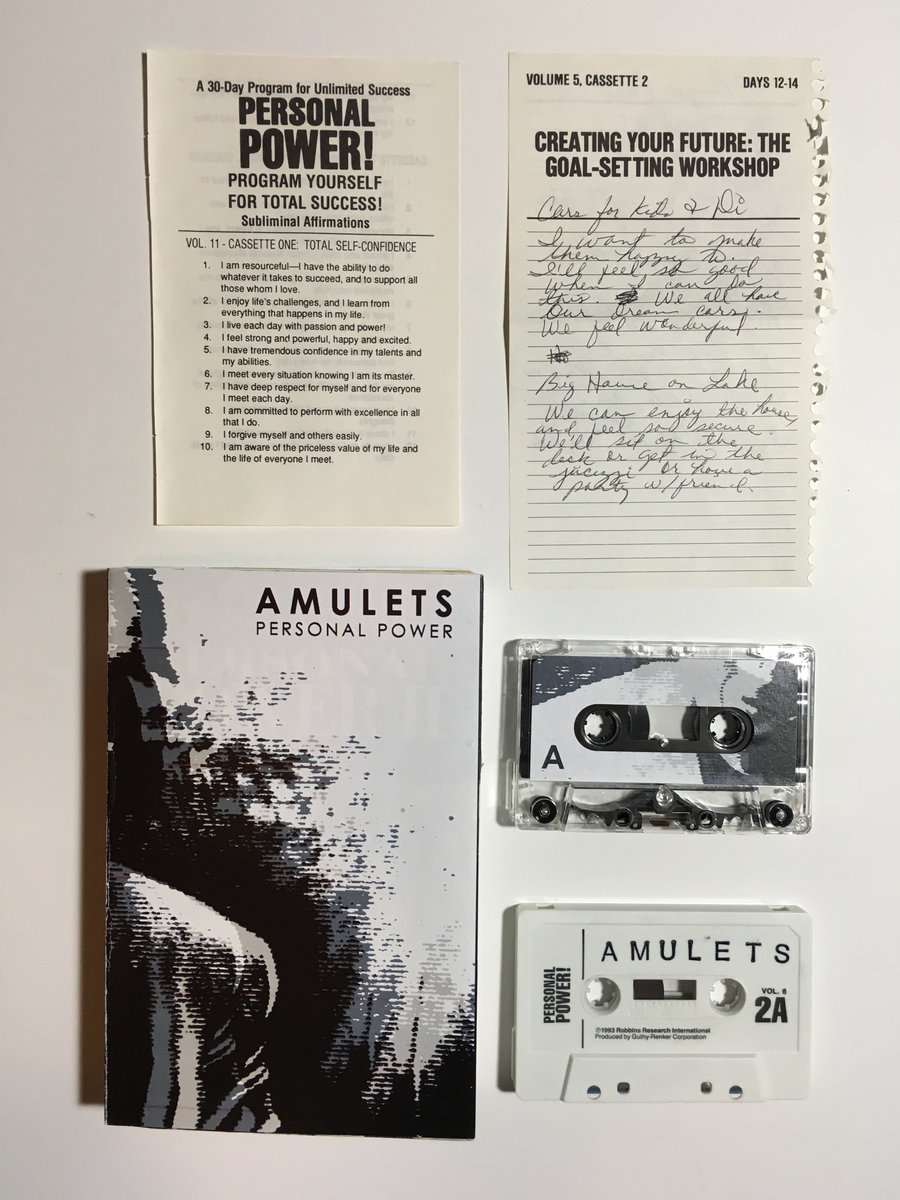 A 30-Day Program for Unlimited Success
PERSONAL
POWER!
PROGRAM YOURSELF
FOR TOTAL SUCCESS!
Subliminal Affirmations
VOL. 11 - CASSETTE ONE: TOTAL SELF-CONFIDENCE
1. I am resourceful—I have the ability to do
whatever it takes to succeed, and to support all
those whom I love.
2. I enjoy life's challenges, and I learn from
everything that happens in my life.
3. I live each day with passion and power!
4. I feel strong and powerful, happy and excited.
5. I have tremendous confidence in my talents and
my abilities.
6. I meet every situation knowing I am its master.
7. I have deep respect for myself and for everyone
I meet each day.
8. I am committed to perform with excellence in all
that I do.
9. I forgive myself and others easily.
10. I am aware of the priceless value of my life and
the life of everyone I meet.
VOLUME 5, CASSETTE 2 DAYS 12-14
CREATING YOUR FUTURE: THE
GOAL-SETTING WORKSHOP
Cars for kids & Di
I want to make
them happy
I'll feel so good
when I can do
this. We all have
our dream cars.
We feel wonderful.
Big House on Lake
We can enjoy the house
and feel so secure.
We'll sit on the
deck or get in the
jacuzzi or have a
party w/friend
AMULETS
PERSONAL POWER
A
AMULETS
PERSONAL
POWER!
VOL. 6
2A
℗1993 Robbins Research International
Produced by Guthy-Renker Corporation